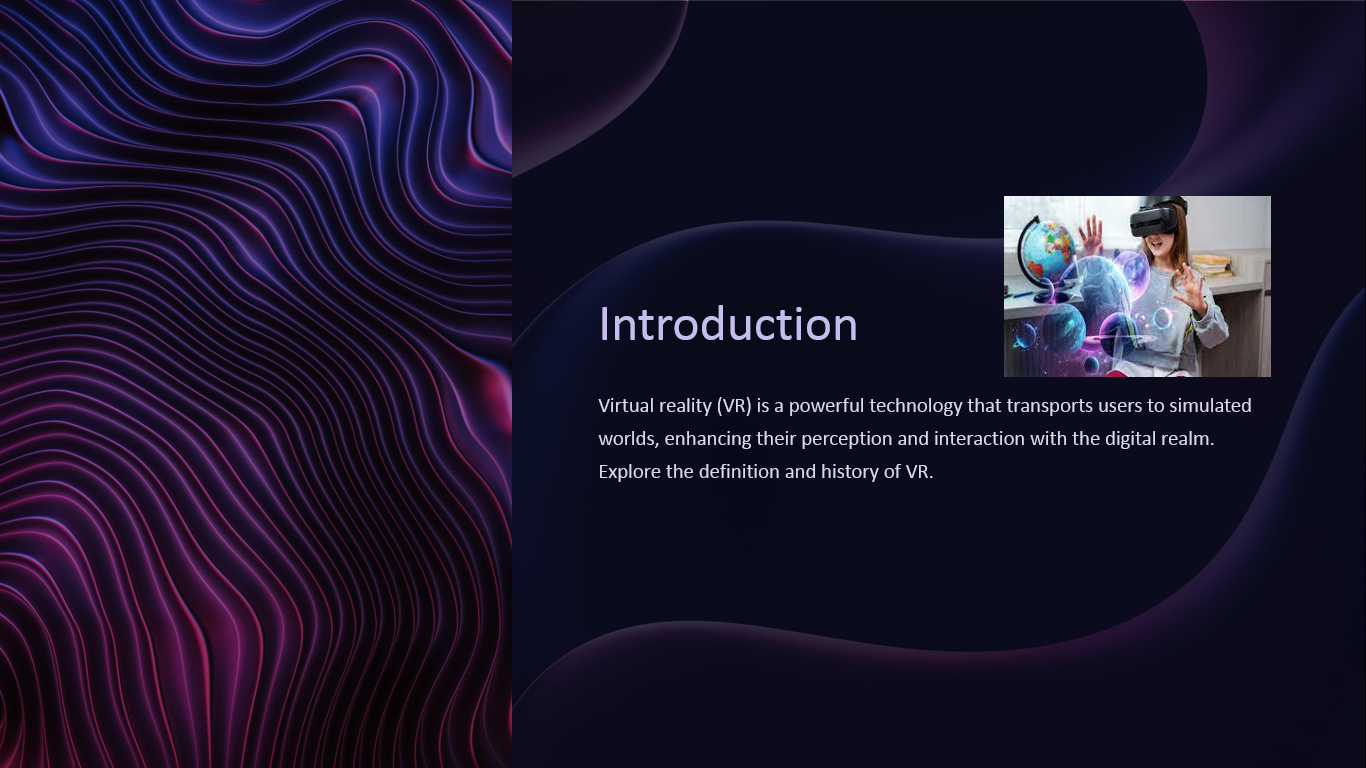 Introduction
Virtual reality (VR) is a powerful technology that transports users to simulated
worlds, enhancing their perception and interaction with the digital realm.
Explore the definition and history of VR.